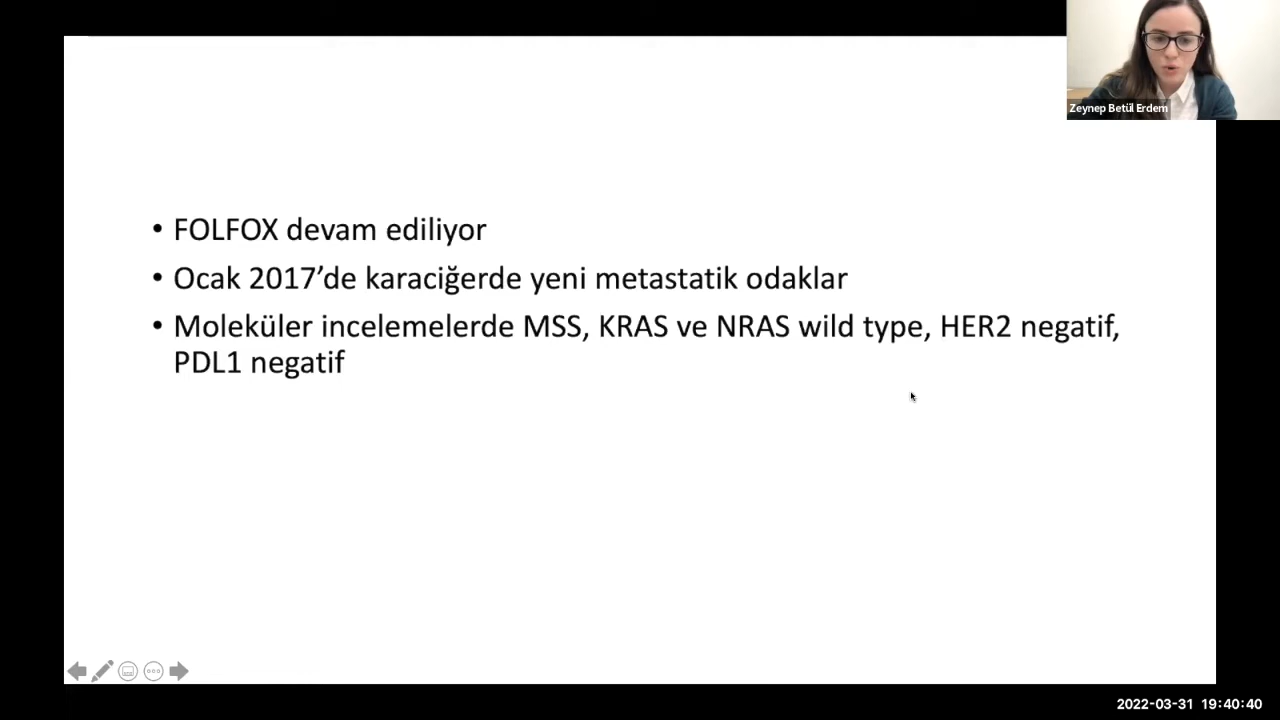 Zeynep Betül Erdem
• FOLFOX devam ediliyor
• Ocak 2017’de karaciğerde yeni metastatik odaklar
• Moleküler incelemelerde MSS, KRAS ve NRAS wild type, HER2 negatif,
PDL1 negatif
2022-03-31 19:40:40